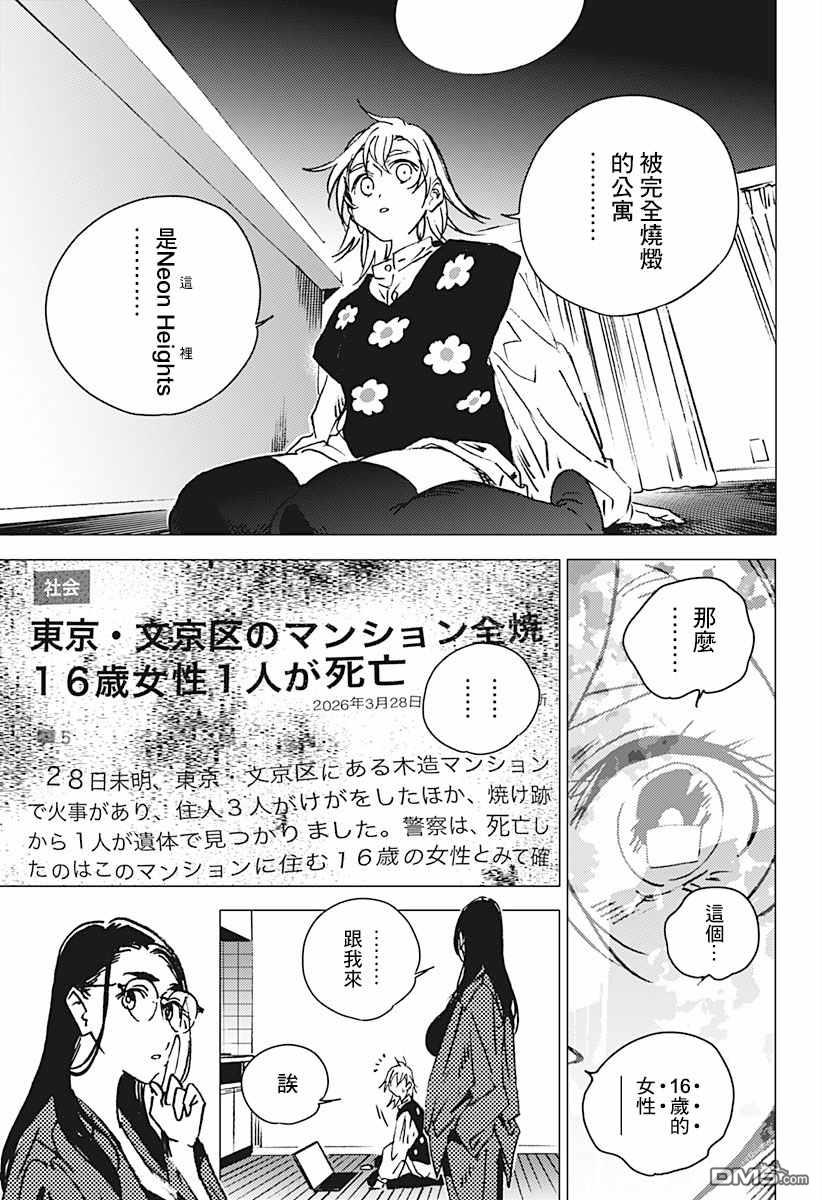 被完全燒燬
的公寓
………
是Neon Heights
這裡
…………
那麼
………
社会
東京・文京区のマンション全焼
16歳女性1人が死亡
2026年3月28日
新
5
……
28日未明、東京・文京区にある木造マンション
で火事があり、住人3人がけがをしたほか、焼け跡
から1人が遺体で見つかりました。警察は、死亡し
たのはこのマンションに住む16歳の女性とみて確
這個…
16歳的
女性
——
………
跟我來
誒
DM5.com